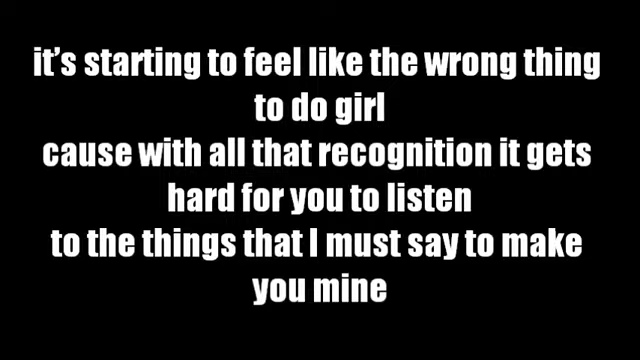 it's starting to feel like the wrong thing
to do girl
cause with all that recognition it gets
hard for you to listen
to the things that I must say to make
you mine